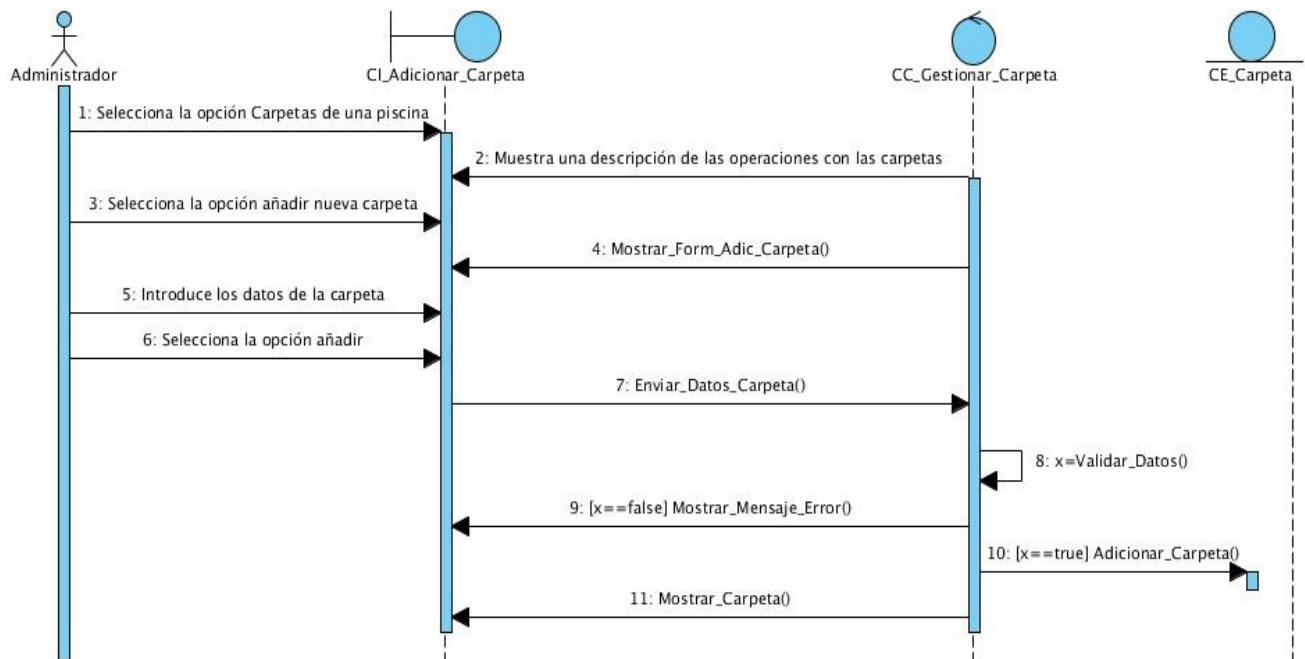 Administrador
CI_Adicionar_Carpeta
CC_Gestionar_Carpeta
CE_Carpeta
1: Selecciona la opción Carpetas de una piscina
2: Muestra una descripción de las operaciones con las carpetas
3: Selecciona la opción añadir nueva carpeta
4: Mostrar_Form_Adic_Carpeta()
5: Introduce los datos de la carpeta
6: Selecciona la opción añadir
7: Enviar_Datos_Carpeta()
8: x=Validar_Datos()
9: [x==false] Mostrar_Mensaje_Error()
10: [x==true] Adicionar_Carpeta()
11: Mostrar_Carpeta()